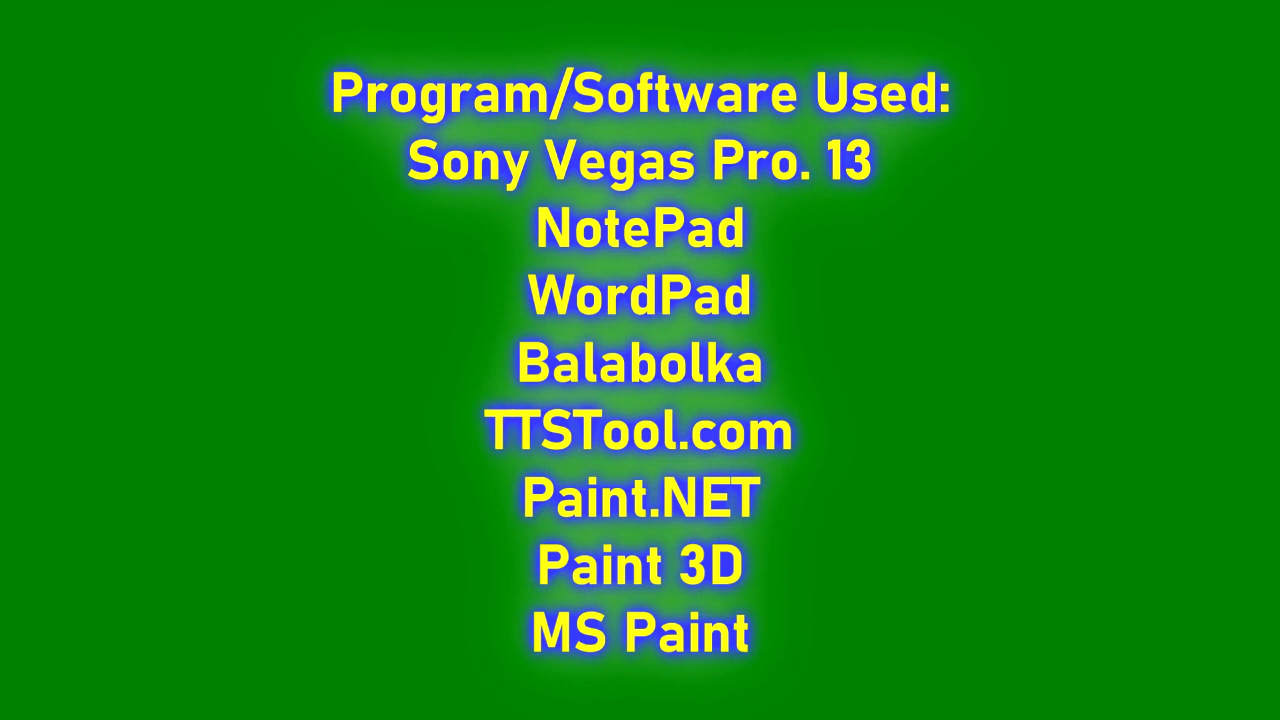 Program/Software Used:
Sony Vegas Pro. 13
NotePad
WordPad
Balabolka
TTSTool.com
Paint.NET
Paint 3D
MS Paint